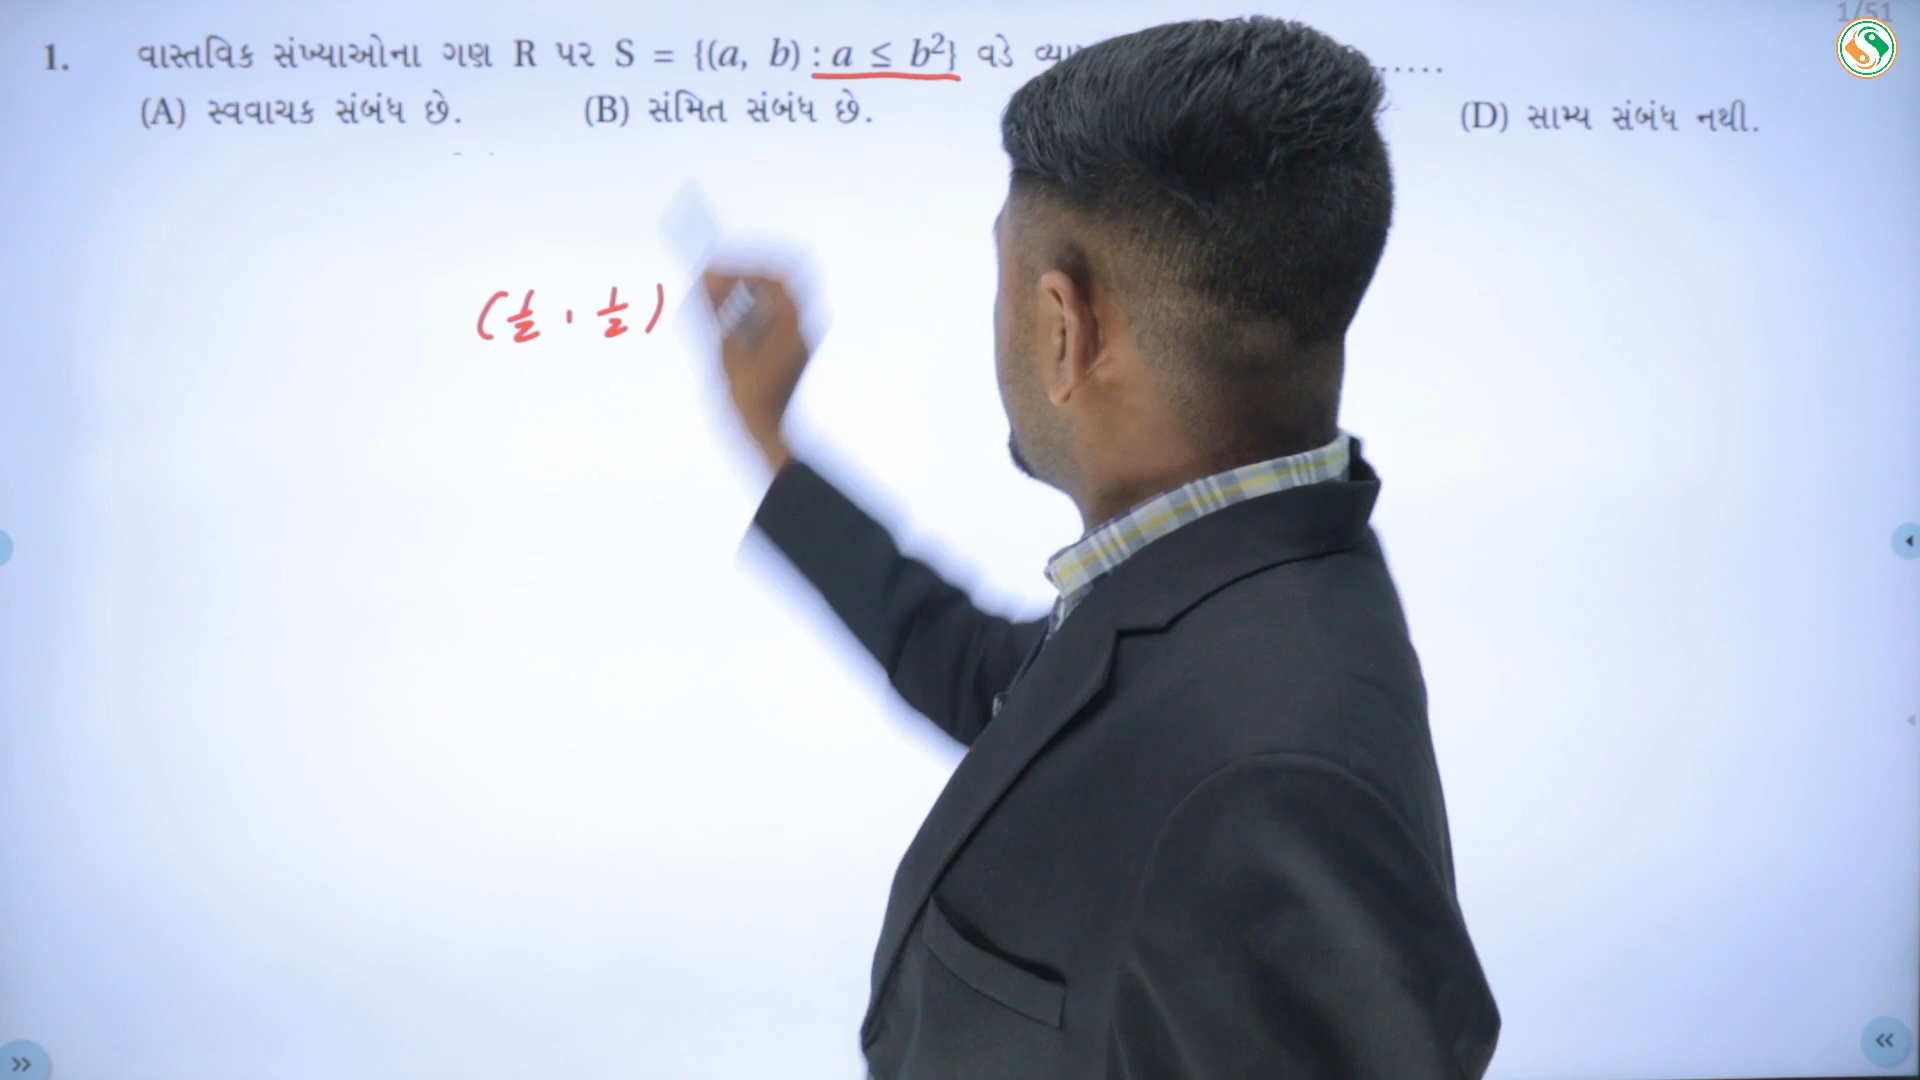 1/51
1. વાસ્તવિક સંખ્યાઓના ગણ R પર S = {(a, b) : a ≤ b²} વડે .....
(A) સ્વવાચક સંબંધ છે. (B) સંમિત સંબંધ છે. (D) સામ્ય સંબંધ નથી.
(1/2, 1/2)